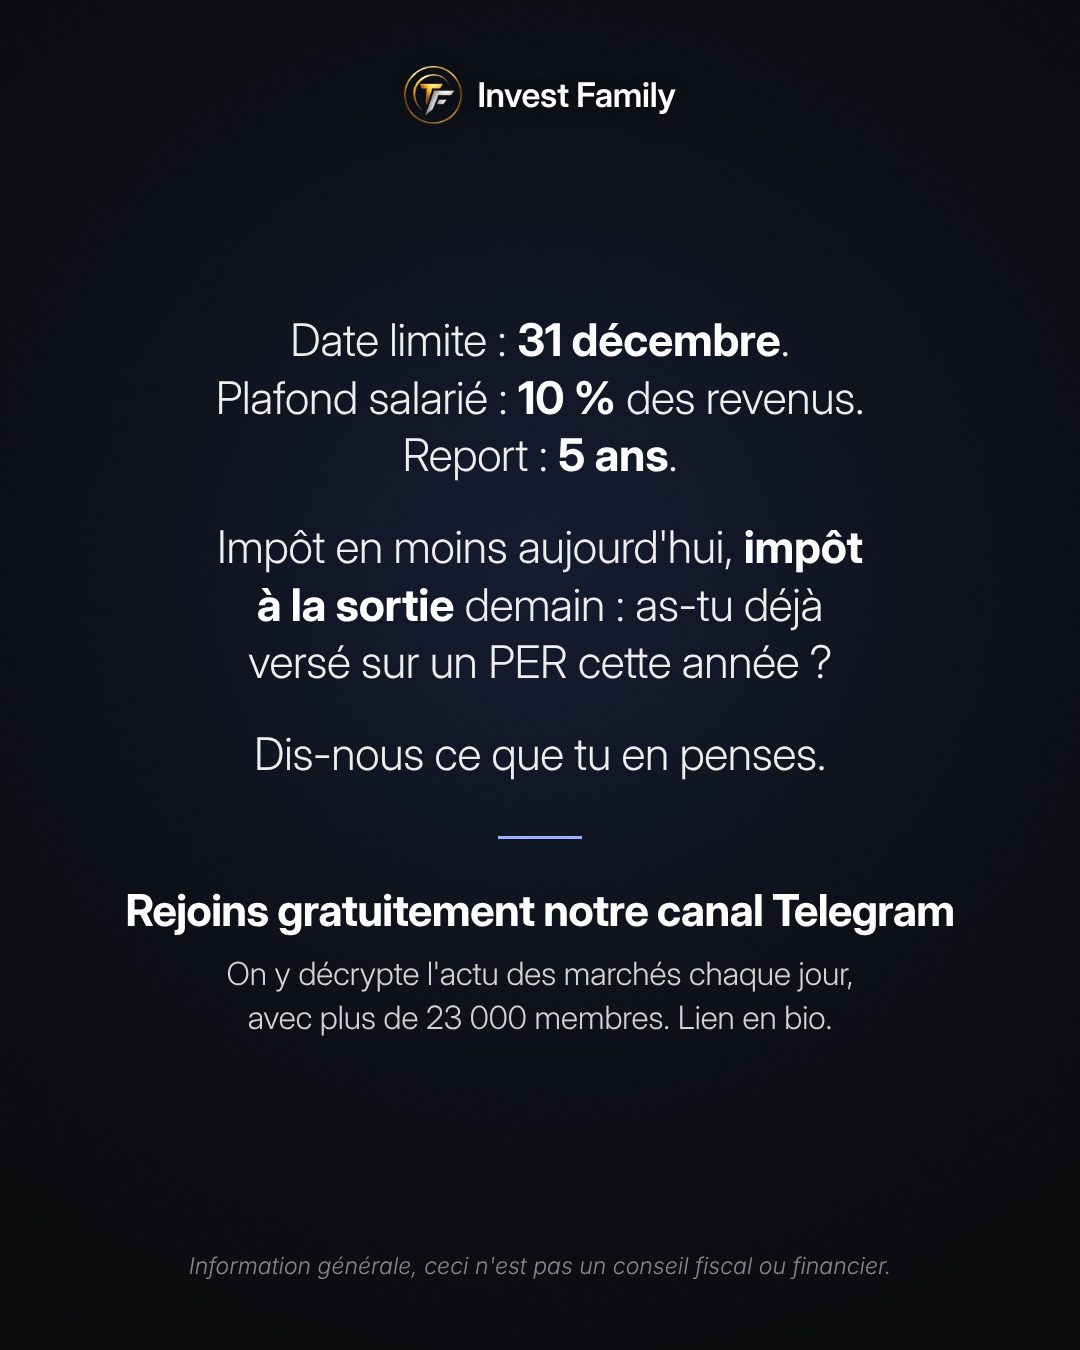 TF Invest Family
Date limite : 31 décembre.
Plafond salarié : 10 % des revenus.
Report : 5 ans.
Impôt en moins aujourd'hui, impôt
à la sortie demain : as-tu déjà
versé sur un PER cette année ?
Dis-nous ce que tu en penses.
Rejoins gratuitement notre canal Telegram
On y décrypte l'actu des marchés chaque jour,
avec plus de 23 000 membres. Lien en bio.
Information générale, ceci n'est pas un conseil fiscal ou financier.